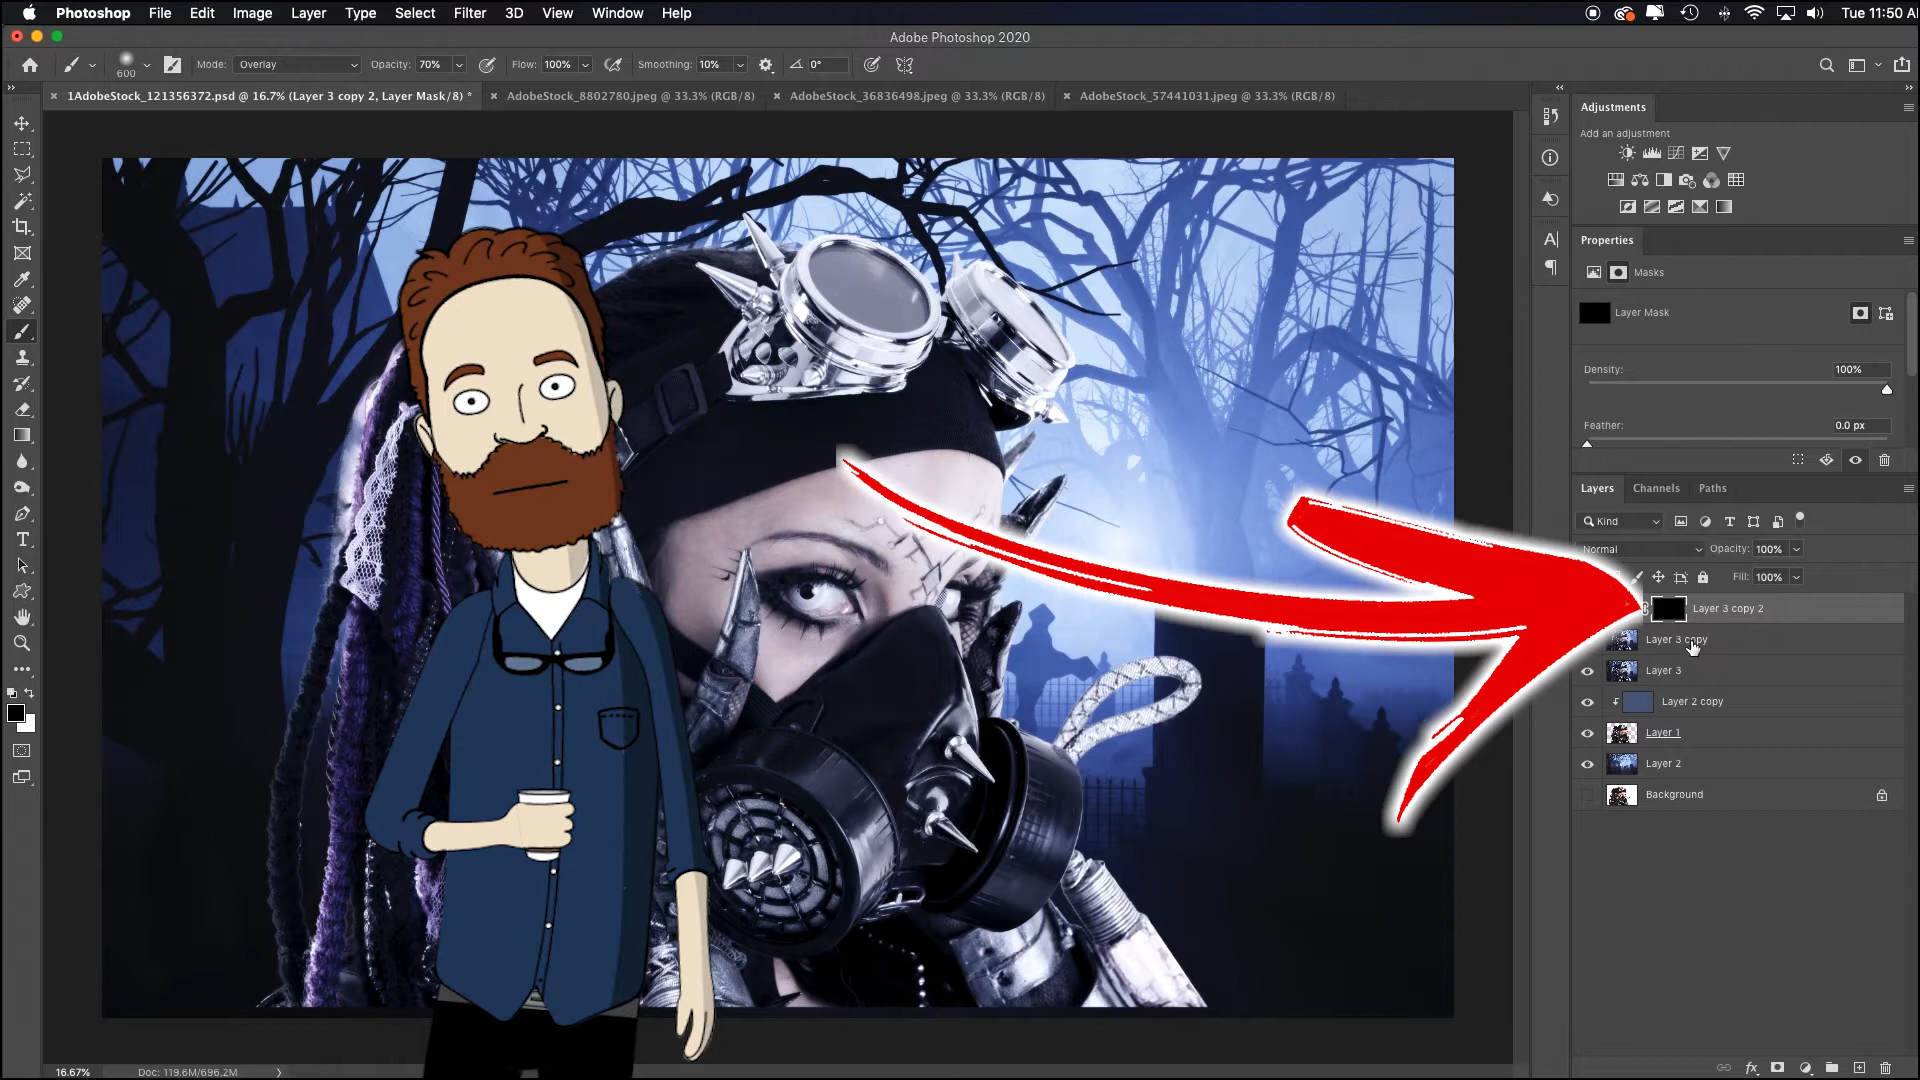 Photoshop File Edit Image Layer Type Select Filter 3D View Window Help Tue 11:50 A
Adobe Photoshop 2020
600 Mode: Overlay Opacity: 70% Flow: 100% Smoothing: 10% 0°
1AdobeStock_121356372.psd @ 16.7% (Layer 3 copy 2, Layer Mask/8) * AdobeStock_8802780.jpeg @ 33.3% (RGB/8) AdobeStock_36836498.jpeg @ 33.3% (RGB/8) AdobeStock_57441031.jpeg @ 33.3% (RGB/8)
Adjustments
Add an adjustment
Properties
Masks
Layer Mask
Density: 100%
Feather: 0.0 px
Layers Channels Paths
Kind
Normal Opacity: 100%
Fill: 100%
Layer 3 copy 2
Layer 3 copy
Layer 3
Layer 2 copy
Layer 1
Layer 2
Background
16.67% Doc: 119.6M/696.2M